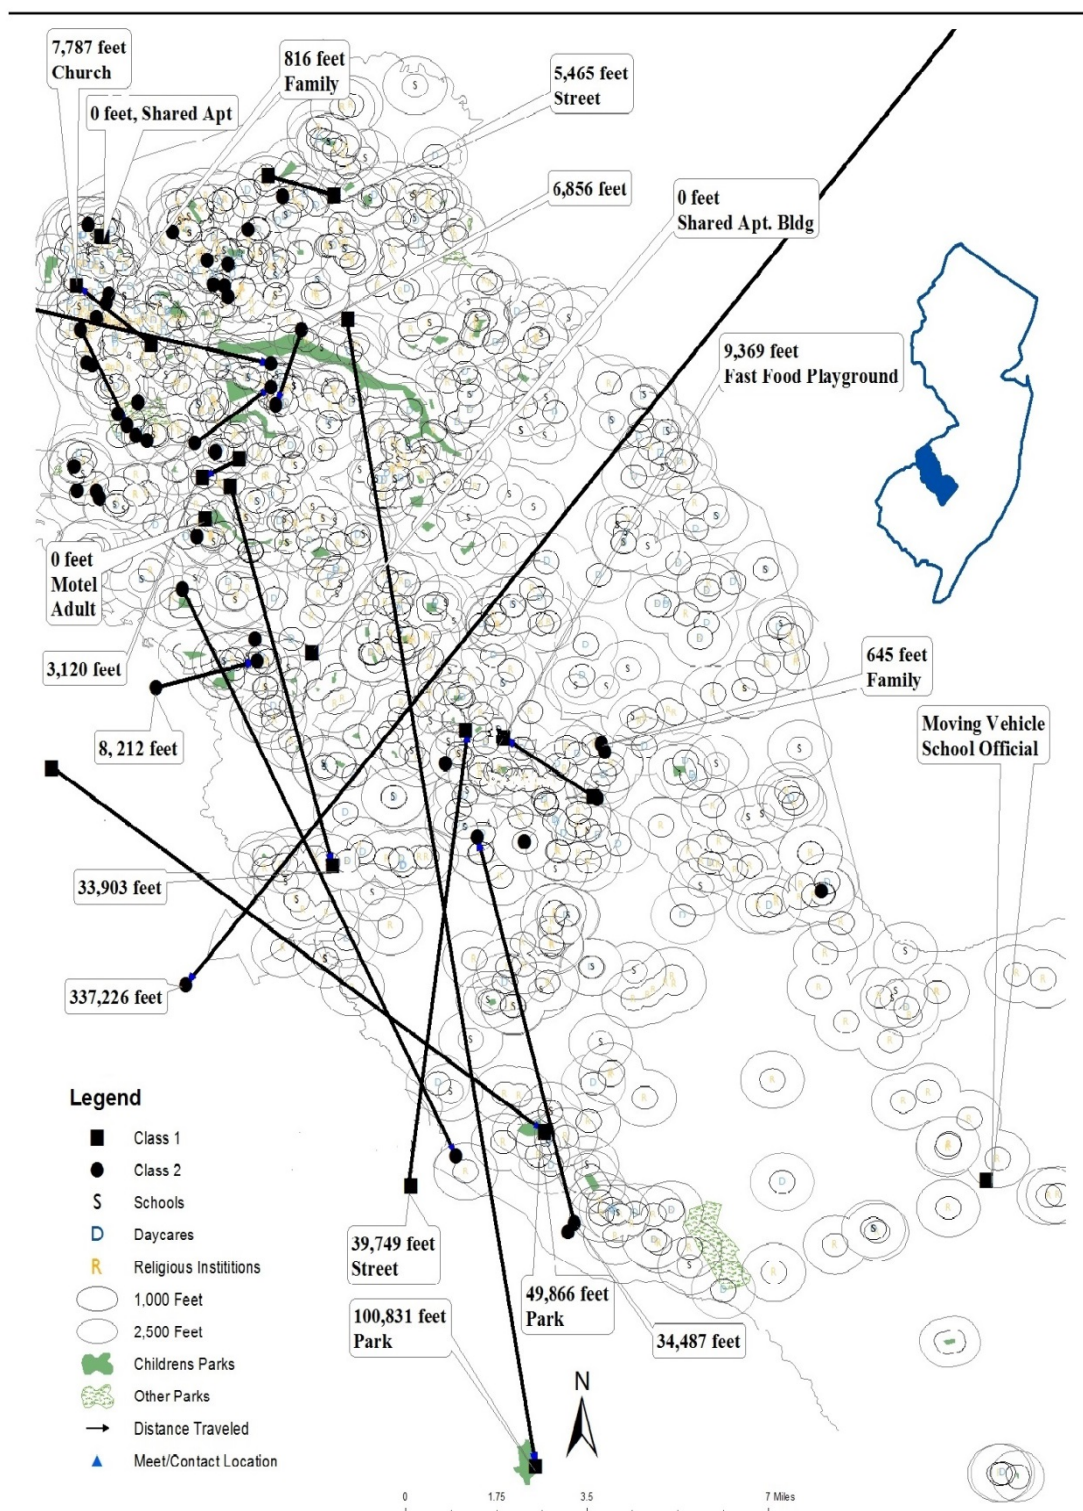 7,787 feet
Church
816 feet
Family
5,465 feet
Street
0 feet, Shared Apt
6,856 feet
0 feet
Shared Apt. Bldg
9,369 feet
Fast Food Playground
0 feet
Motel
Adult
3,120 feet
645 feet
Family
8, 212 feet
Moving Vehicle
School Official
33,903 feet
337,226 feet
39,749 feet
Street
49,866 feet
Park
100,831 feet
Park
34,487 feet
Legend
Class 1
Class 2
S Schools
D Daycares
R Religious Instititions
1,000 Feet
2,500 Feet
Childrens Parks
Other Parks
Distance Traveled
Meet/Contact Location
N
0 1.75 3.5 7 Miles